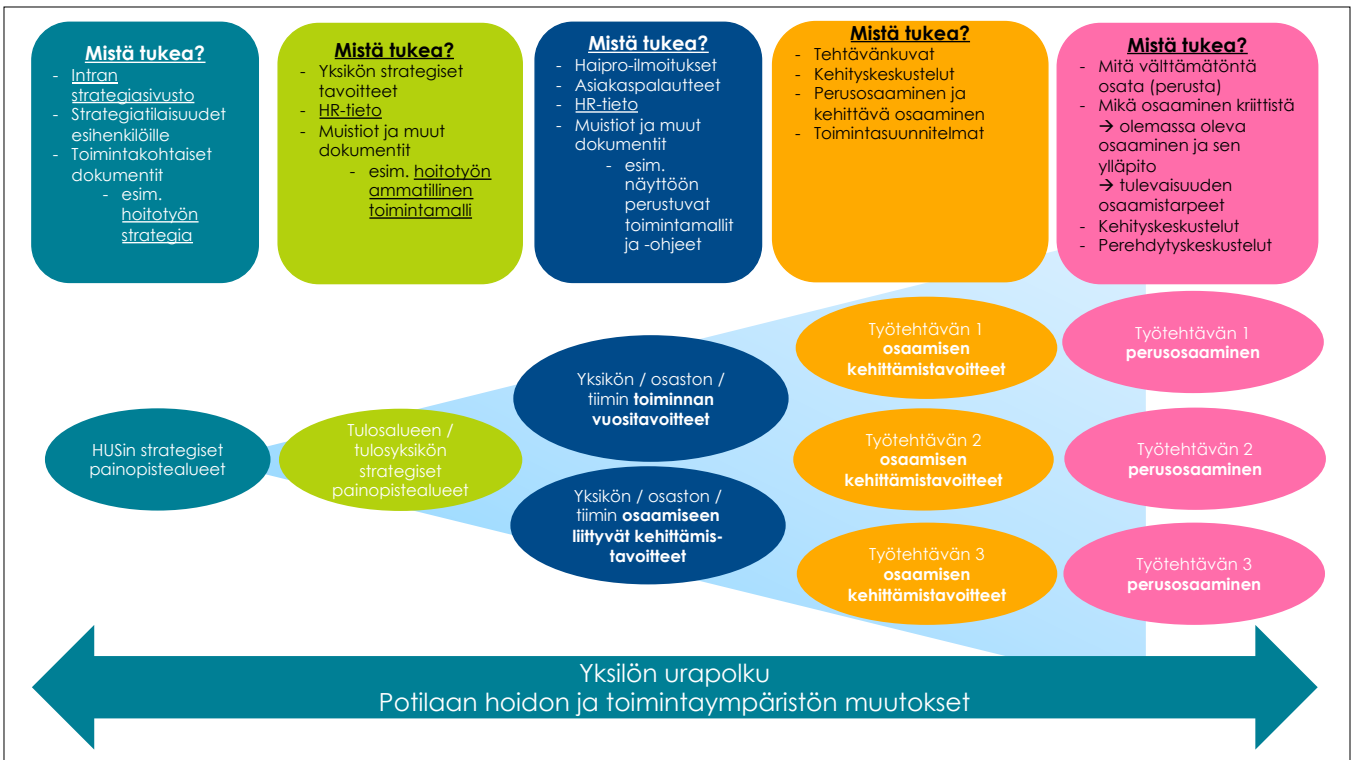 Mistä tukea?
- Intran
strategiasivusto
- Strategiatilaisuudet
esihenkilöille
- Toimintakohtaiset
dokumentit
- esim.
hoitotyön
strategia
Mistä tukea?
- Yksikön strategiset
tavoitteet
- HR-tieto
- Muistiot ja muut
dokumentit
- esim. hoitotyön
ammatillinen
toimintamalli
Mistä tukea?
- Haipro-ilmoitukset
- Asiakaspalautteet
- HR-tieto
- Muistiot ja muut
dokumentit
- esim.
näyttöön
perustuvat
toimintamallit
ja -ohjeet
Mistä tukea?
- Tehtävänkuvat
- Kehityskeskustelut
- Perusosaaminen ja
kehittävä osaaminen
- Toimintasuunnitelmat
Mistä tukea?
- Mitä välttämätöntä
osata (perusta)
- Mikä osaaminen kriittistä
→ olemassa oleva
osaaminen ja sen
ylläpito
→ tulevaisuuden
osaamistarpeet
- Kehityskeskustelut
- Perehdytyskeskustelut
HUSin strategiset
painopistealueet
Tulosalueen /
tulosyksikön
strategiset
painopistealueet
Yksikön / osaston /
tiimin toiminnan
vuositavoitteet
Yksikön / osaston /
tiimin osaamiseen
liittyvät kehittämis-
tavoitteet
Työtehtävän 1
osaamisen
kehittämistavoitteet
Työtehtävän 2
osaamisen
kehittämistavoitteet
Työtehtävän 3
osaamisen
kehittämistavoitteet
Työtehtävän 1
perusosaaminen
Työtehtävän 2
perusosaaminen
Työtehtävän 3
perusosaaminen
Yksilön urapolku
Potilaan hoidon ja toimintaympäristön muutokset